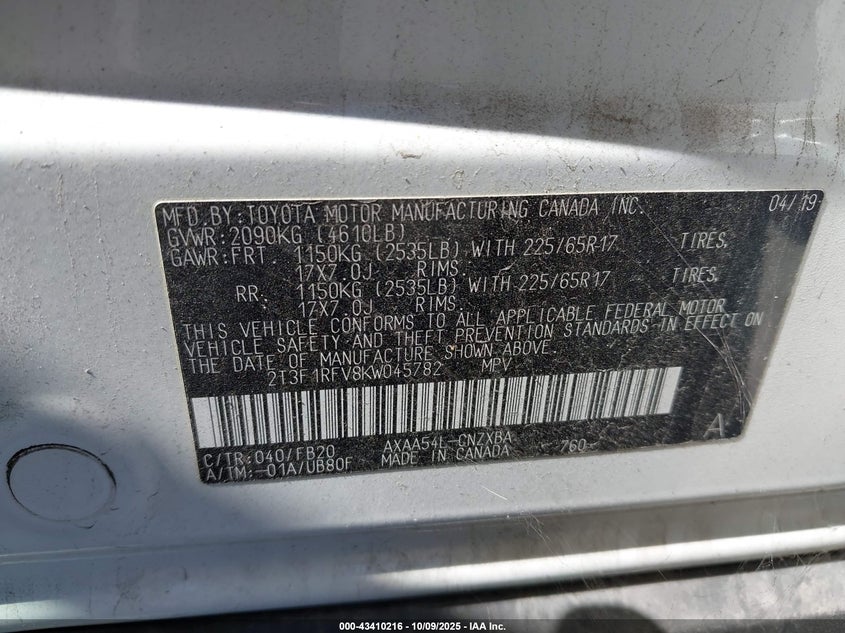 MFD.BY:TOYOTA MOTOR MANUFACTURING CANADA INC. 04/19
GVWR:2090KG (4610LB)
GAWR:FRT. 1150KG (2535LB) WITH 225/65R17 TIRES,
17X7.0J RIMS.
RR. 1150KG (2535LB) WITH 225/65R17 TIRES,
17X7.0J RIMS.
THIS VEHICLE CONFORMS TO ALL APPLICABLE FEDERAL MOTOR
VEHICLE SAFETY AND THEFT PREVENTION STANDARDS IN EFFECT ON
THE DATE OF MANUFACTURE SHOWN ABOVE.
2T3F1RFV8KW045782 MPV
C/TR:040/FB20 AXAA54L-CNZXBA -760- A
A/TM:-01A/UB80F MADE IN CANADA
000-43410216 - 10/09/2025 - IAA Inc.